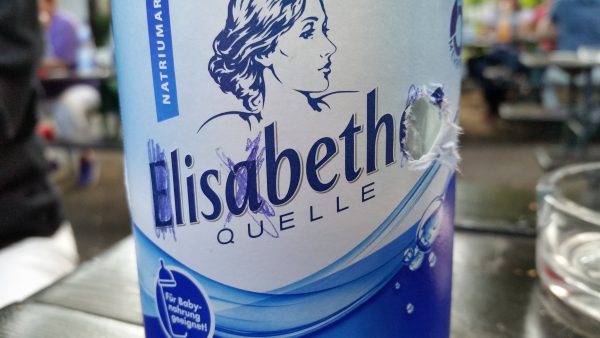 NATRIUMAR
Elisabeth
QUELLE
Für Baby-
nahrung
geeignet!